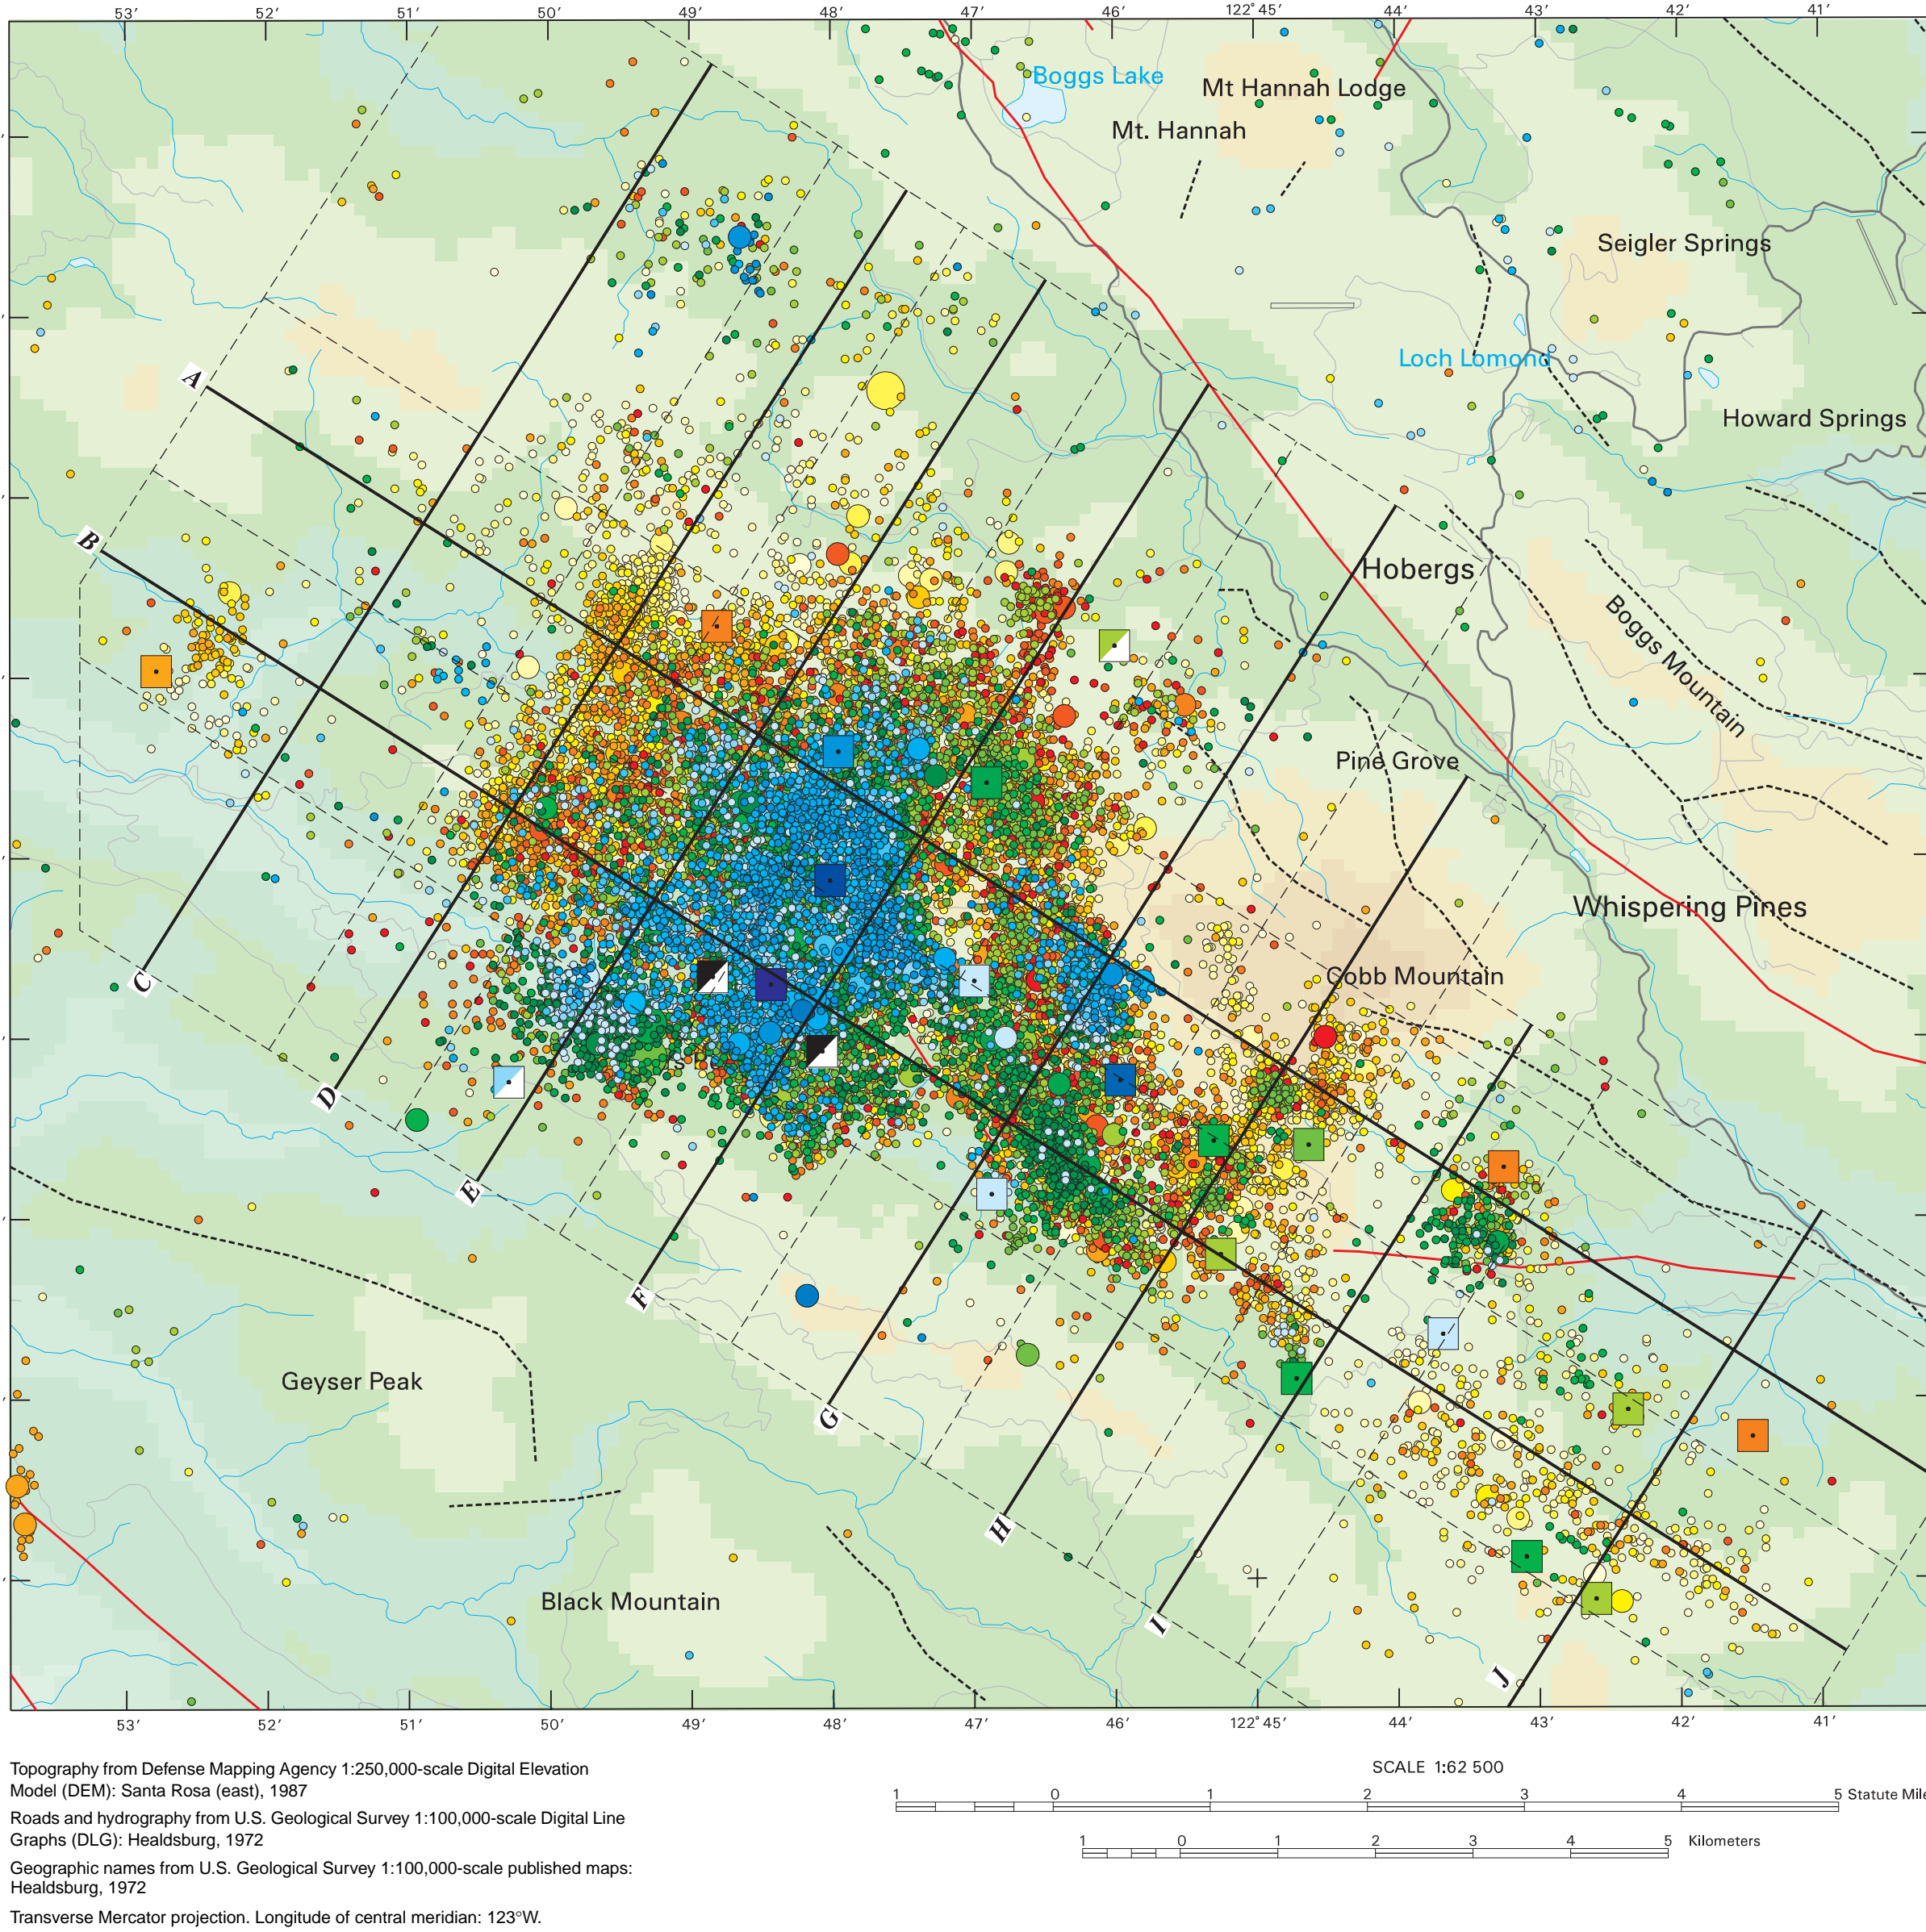 53′ 52′ 51′ 50′ 49′ 48′ 47′ 46′ 122°45′ 44′ 43′ 42′ 41′
Boggs Lake
Mt Hannah Lodge
Mt. Hannah
Seigler Springs
Loch Lomond
A
Howard Springs
B
Hobergs
Boggs Mountain
Pine Grove
Whispering Pines
Cobb Mountain
C
D
E
F
Geyser Peak
G
H
Black Mountain
I
J
53′ 52′ 51′ 50′ 49′ 48′ 47′ 46′ 122°45′ 44′ 43′ 42′ 41′
Topography from Defense Mapping Agency 1:250,000-scale Digital Elevation
Model (DEM): Santa Rosa (east), 1987
Roads and hydrography from U.S. Geological Survey 1:100,000-scale Digital Line
Graphs (DLG): Healdsburg, 1972
Geographic names from U.S. Geological Survey 1:100,000-scale published maps:
Healdsburg, 1972
Transverse Mercator projection. Longitude of central meridian: 123°W.
SCALE 1:62 500
1 0 1 2 3 4 5 Statute Mile
1 0 1 2 3 4 5 Kilometers